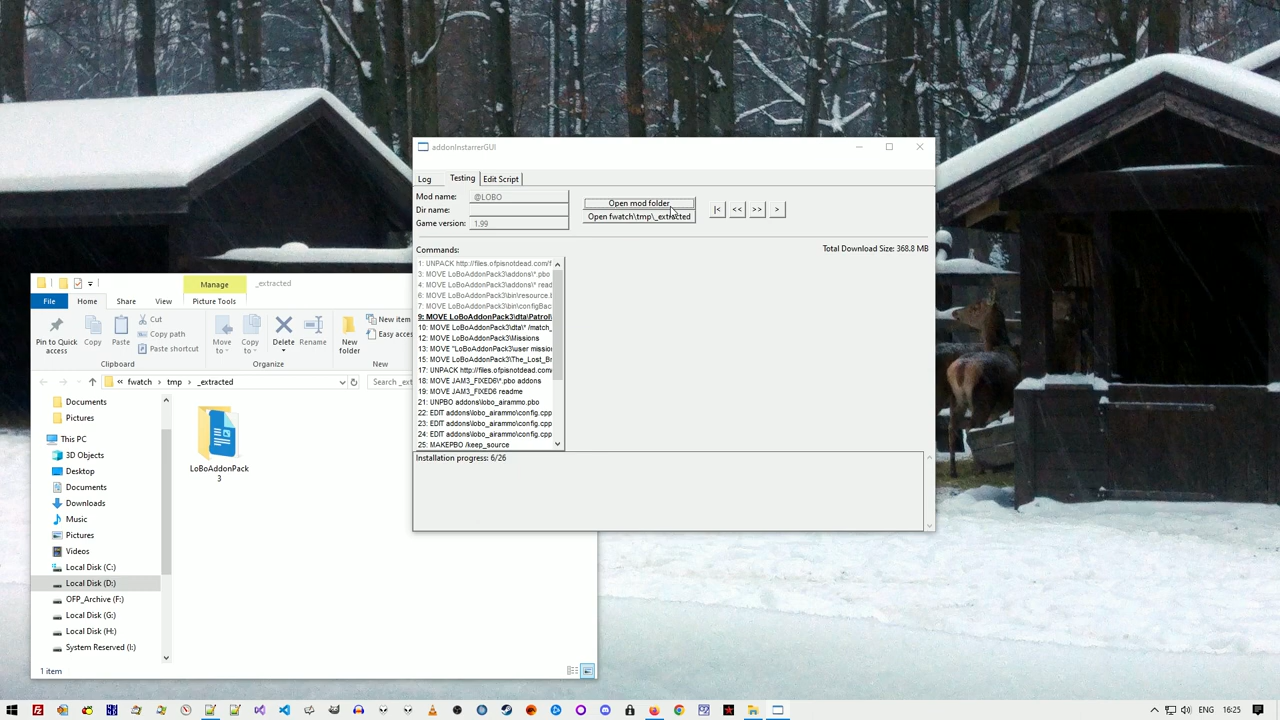 addonInstarrerGUI
Log
Testing
Edit Script
Mod name:
@LOBO
Dir name:
Game version:
1.99
Open mod folder
Open fwatch\tmp\_extracted
|<
<<
>>
>
Total Download Size: 368.8 MB
Commands:
1: UNPACK http://files.ofpisnotdead.com/f
3: MOVE LoBoAddonPack3\addons\*.pbo
4: MOVE LoBoAddonPack3\addons\* read
6: MOVE LoBoAddonPack3\bin\resource.b
7: MOVE LoBoAddonPack3\bin\configBac
9: MOVE LoBoAddonPack3\dta\Patrol\
10: MOVE LoBoAddonPack3\dta\* /match_
12: MOVE LoBoAddonPack3\Missions
13: MOVE "LoBoAddonPack3\user mission
15: MOVE LoBoAddonPack3\The_Lost_Br
17: UNPACK http://files.ofpisnotdead.com/
18: MOVE JAM3_FIXED6\*.pbo addons
19: MOVE JAM3_FIXED6 readme
21: UNPBO addons\lobo_airammo.pbo
22: EDIT addons\lobo_airammo\config.cpp
23: EDIT addons\lobo_airammo\config.cpp
24: EDIT addons\lobo_airammo\config.cpp
25: MAKEPBO /keep_source
Installation progress: 6/26
Manage
_extracted
File
Home
Share
View
Picture Tools
Pin to Quick access
Copy
Paste
Cut
Copy path
Paste shortcut
Clipboard
Move to
Copy to
Delete
Rename
Organize
New folder
New item
Easy acces
New
fwatch
tmp
_extracted
Search _ext
Documents
Pictures
This PC
3D Objects
Desktop
Documents
Downloads
Music
Pictures
Videos
Local Disk (C:)
Local Disk (D:)
OFP_Archive (F:)
Local Disk (G:)
Local Disk (H:)
System Reserved (I:)
LoBoAddonPack
3
1 item
ENG
16:25